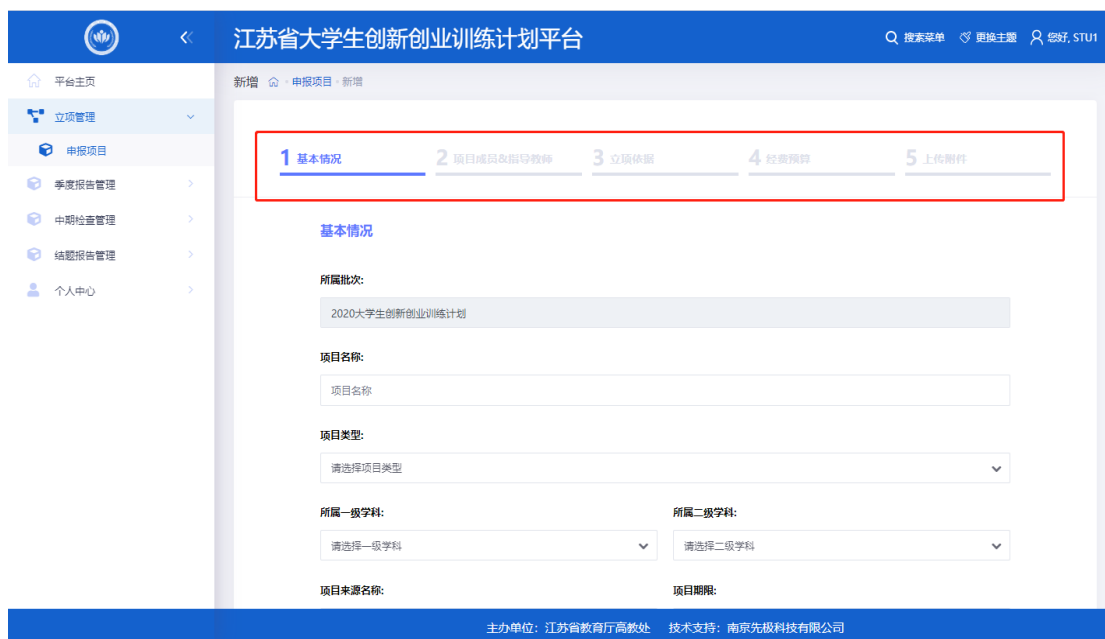 江苏省大学生创新创业训练计划平台
搜索菜单 更换主题 您好, STU1
平台主页
立项管理
申报项目
季度报告管理
中期检查管理
结题报告管理
个人中心
新增 - 申报项目 - 新增
1 基本情况 2 项目成员&指导教师 3 立项依据 4 经费预算 5 上传附件
基本情况
所属批次:
2020大学生创新创业训练计划
项目名称:
项目名称
项目类型:
请选择项目类型
所属一级学科: 所属二级学科:
请选择一级学科 请选择二级学科
项目来源名称: 项目期限:
主办单位：江苏省教育厅高教处 技术支持：南京先极科技有限公司